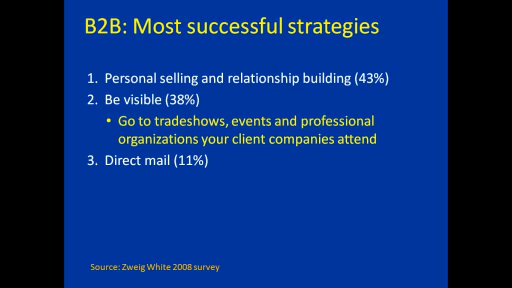 B2B: Most successful strategies
1. Personal selling and relationship building (43%)
2. Be visible (38%)
• Go to tradeshows, events and professional
organizations your client companies attend
3. Direct mail (11%)
Source: Zweig White 2008 survey